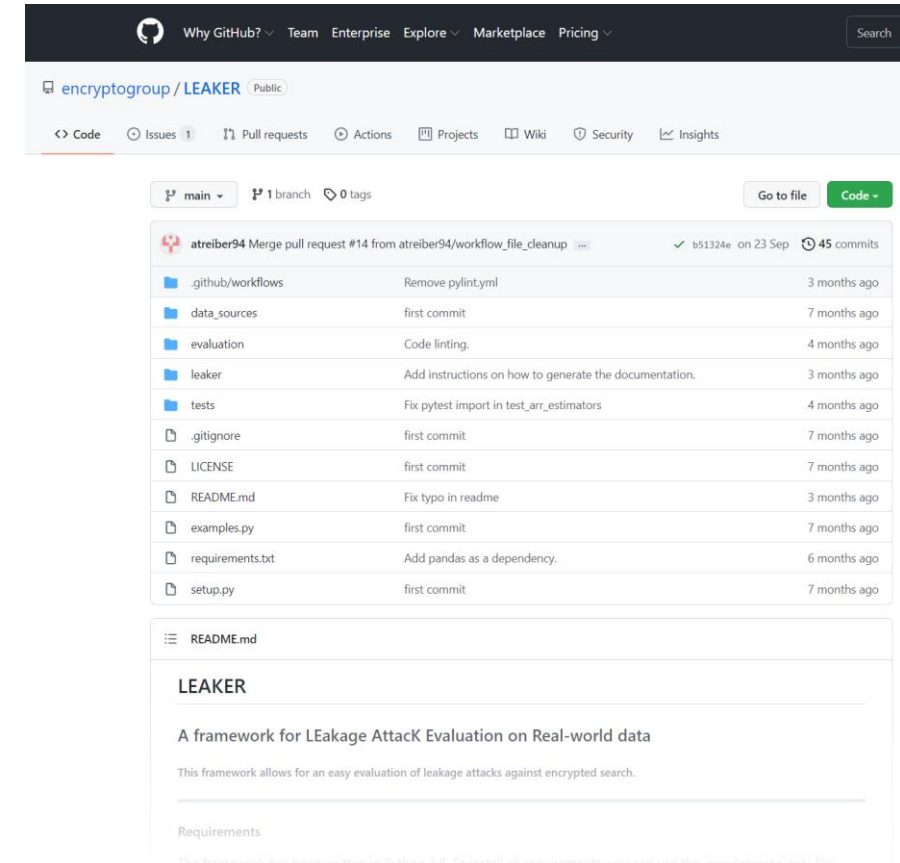 Why GitHub? Team Enterprise Explore Marketplace Pricing Search
encryptogroup / LEAKER Public
<> Code Issues 1 Pull requests Actions Projects Wiki Security Insights
main 1 branch 0 tags Go to file Code
atreiber94 Merge pull request #14 from atreiber94/workflow_file_cleanup ... b51324e on 23 Sep 45 commits
.github/workflows Remove pylint.yml 3 months ago
data_sources first commit 7 months ago
evaluation Code linting. 4 months ago
leaker Add instructions on how to generate the documentation. 3 months ago
tests Fix pytest import in test_arr_estimators 4 months ago
.gitignore first commit 7 months ago
LICENSE first commit 7 months ago
README.md Fix typo in readme 3 months ago
examples.py first commit 7 months ago
requirements.txt Add pandas as a dependency. 6 months ago
setup.py first commit 7 months ago
README.md
LEAKER
A framework for LEakage AttacK Evaluation on Real-world data
This framework allows for an easy evaluation of leakage attacks against encrypted search.
Requirements